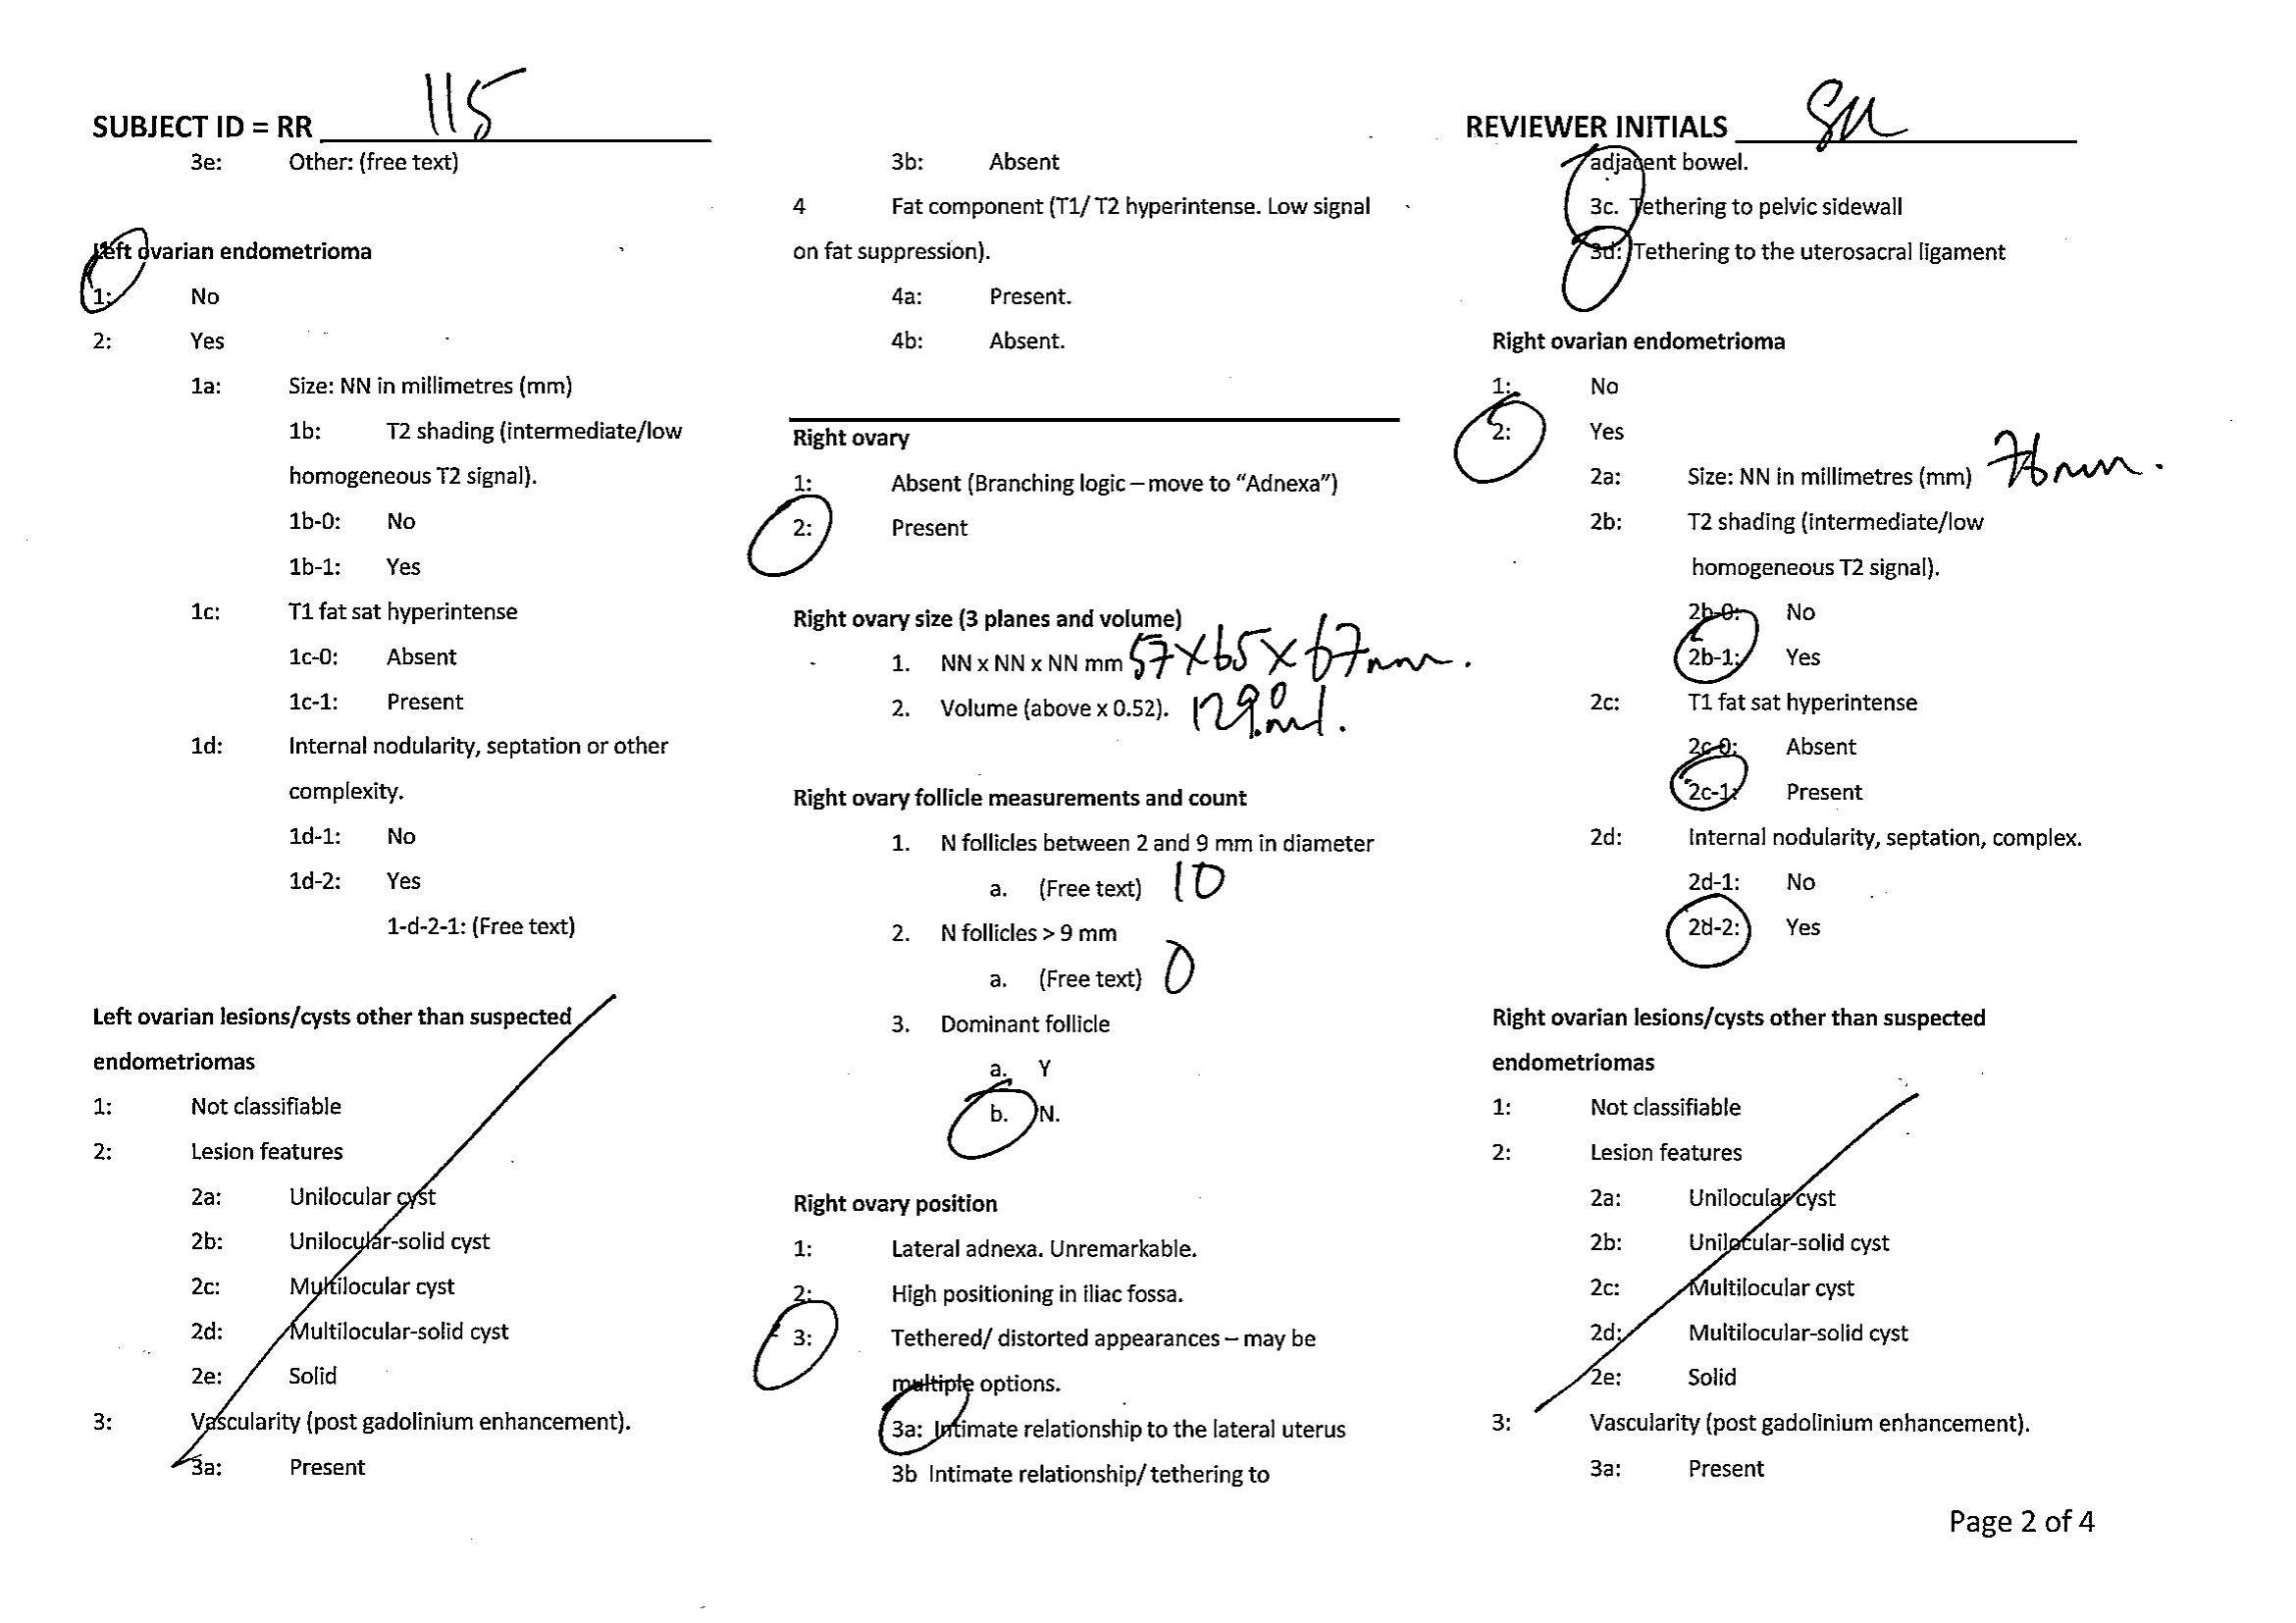 SUBJECT ID = RR 115
3e: Other: (free text)
Left ovarian endometrioma
1: No
2: Yes
1a: Size: NN in millimetres (mm)
1b: T2 shading (intermediate/low
homogeneous T2 signal).
1b-0: No
1b-1: Yes
1c: T1 fat sat hyperintense
1c-0: Absent
1c-1: Present
1d: Internal nodularity, septation or other
complexity.
1d-1: No
1d-2: Yes
1-d-2-1: (Free text)
Left ovarian lesions/cysts other than suspected
endometriomas
1: Not classifiable
2: Lesion features
2a: Unilocular cyst
2b: Unilocular-solid cyst
2c: Multilocular cyst
2d: Multilocular-solid cyst
2e: Solid
3: Vascularity (post gadolinium enhancement).
3a: Present
3b: Absent
4 Fat component (T1/ T2 hyperintense. Low signal
on fat suppression).
4a: Present.
4b: Absent.
Right ovary
1: Absent (Branching logic – move to “Adnexa”)
2: Present
Right ovary size (3 planes and volume)
1. NN x NN x NN mm 57 x 65 x 67mm.
2. Volume (above x 0.52). 129.0 ml.
Right ovary follicle measurements and count
1. N follicles between 2 and 9 mm in diameter
a. (Free text) 10
2. N follicles > 9 mm
a. (Free text) 0
3. Dominant follicle
a. Y
b. N.
Right ovary position
1: Lateral adnexa. Unremarkable.
2: High positioning in iliac fossa.
3: Tethered/ distorted appearances – may be
multiple options.
3a: Intimate relationship to the lateral uterus
3b Intimate relationship/ tethering to
REVIEWER INITIALS
adjacent bowel.
3c. Tethering to pelvic sidewall
3d: Tethering to the uterosacral ligament
Right ovarian endometrioma
1: No
2: Yes
2a: Size: NN in millimetres (mm) 76mm.
2b: T2 shading (intermediate/low
homogeneous T2 signal).
2b-0: No
2b-1: Yes
2c: T1 fat sat hyperintense
2c-0: Absent
2c-1: Present
2d: Internal nodularity, septation, complex.
2d-1: No
2d-2: Yes
Right ovarian lesions/cysts other than suspected
endometriomas
1: Not classifiable
2: Lesion features
2a: Unilocular cyst
2b: Unilocular-solid cyst
2c: Multilocular cyst
2d: Multilocular-solid cyst
2e: Solid
3: Vascularity (post gadolinium enhancement).
3a: Present
Page 2 of 4